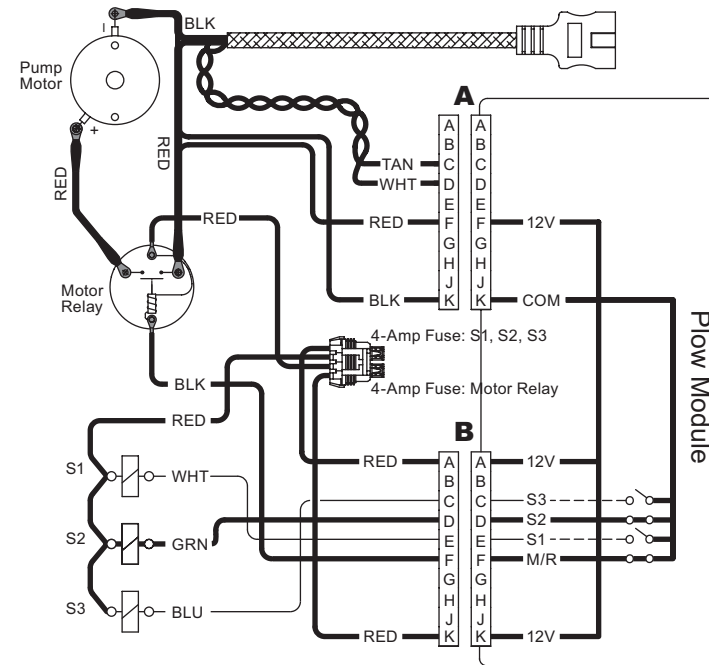 BLK
Pump
Motor
–
+
RED
RED
A
A A
B B
TAN C C
WHT D D
E E
RED F F 12V
G G
H H
J J
BLK K K COM
RED
Motor
Relay
4-Amp Fuse: S1, S2, S3
4-Amp Fuse: Motor Relay
BLK
RED
B
RED A A 12V
B B
C C S3
D D S2
E E S1
F F M/R
G G
H H
J J
RED K K 12V
S1 WHT
S2 GRN
S3 BLU
Plow Module